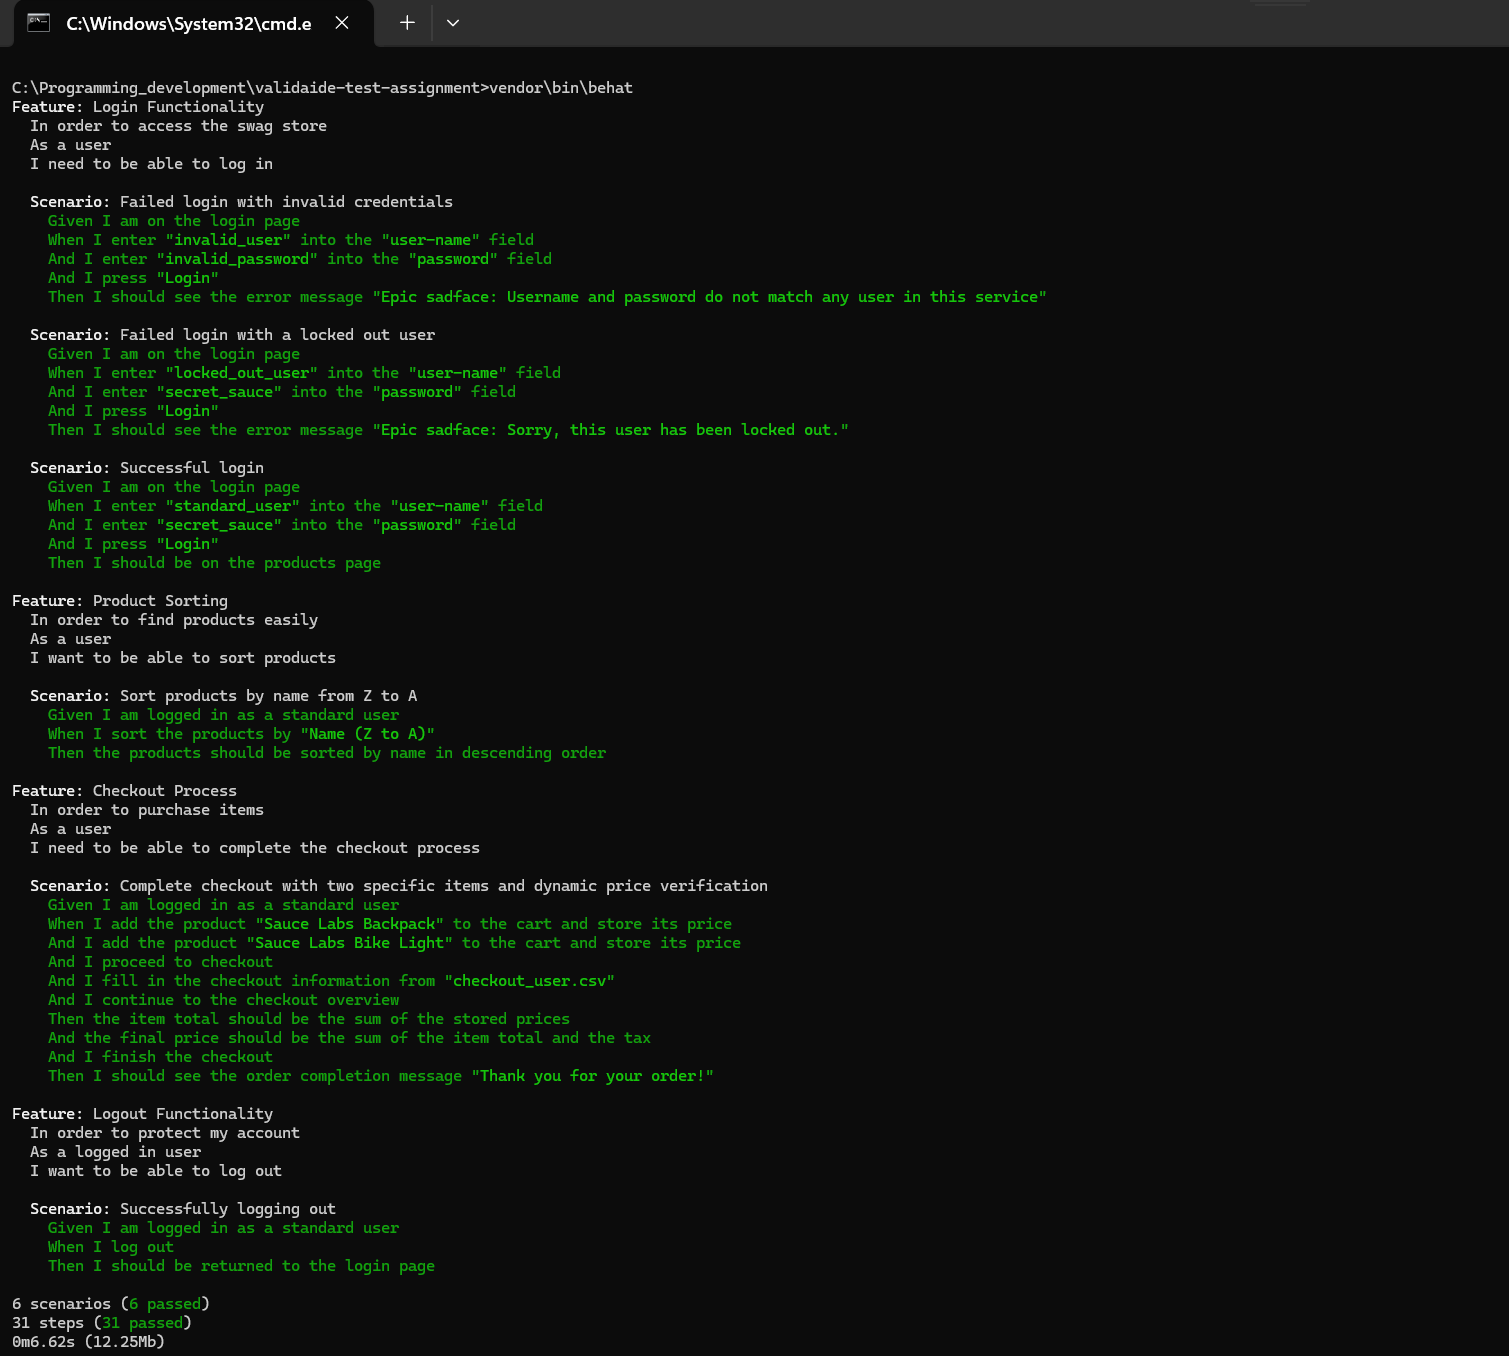 C:\Windows\System32\cmd.e
C:\Programming_development\validaide-test-assignment>vendor\bin\behat
Feature: Login Functionality
In order to access the swag store
As a user
I need to be able to log in
Scenario: Failed login with invalid credentials
Given I am on the login page
When I enter "invalid_user" into the "user-name" field
And I enter "invalid_password" into the "password" field
And I press "Login"
Then I should see the error message "Epic sadface: Username and password do not match any user in this service"
Scenario: Failed login with a locked out user
Given I am on the login page
When I enter "locked_out_user" into the "user-name" field
And I enter "secret_sauce" into the "password" field
And I press "Login"
Then I should see the error message "Epic sadface: Sorry, this user has been locked out."
Scenario: Successful login
Given I am on the login page
When I enter "standard_user" into the "user-name" field
And I enter "secret_sauce" into the "password" field
And I press "Login"
Then I should be on the products page
Feature: Product Sorting
In order to find products easily
As a user
I want to be able to sort products
Scenario: Sort products by name from Z to A
Given I am logged in as a standard user
When I sort the products by "Name (Z to A)"
Then the products should be sorted by name in descending order
Feature: Checkout Process
In order to purchase items
As a user
I need to be able to complete the checkout process
Scenario: Complete checkout with two specific items and dynamic price verification
Given I am logged in as a standard user
When I add the product "Sauce Labs Backpack" to the cart and store its price
And I add the product "Sauce Labs Bike Light" to the cart and store its price
And I proceed to checkout
And I fill in the checkout information from "checkout_user.csv"
And I continue to the checkout overview
Then the item total should be the sum of the stored prices
And the final price should be the sum of the item total and the tax
And I finish the checkout
Then I should see the order completion message "Thank you for your order!"
Feature: Logout Functionality
In order to protect my account
As a logged in user
I want to be able to log out
Scenario: Successfully logging out
Given I am logged in as a standard user
When I log out
Then I should be returned to the login page
6 scenarios (6 passed)
31 steps (31 passed)
0m6.62s (12.25Mb)